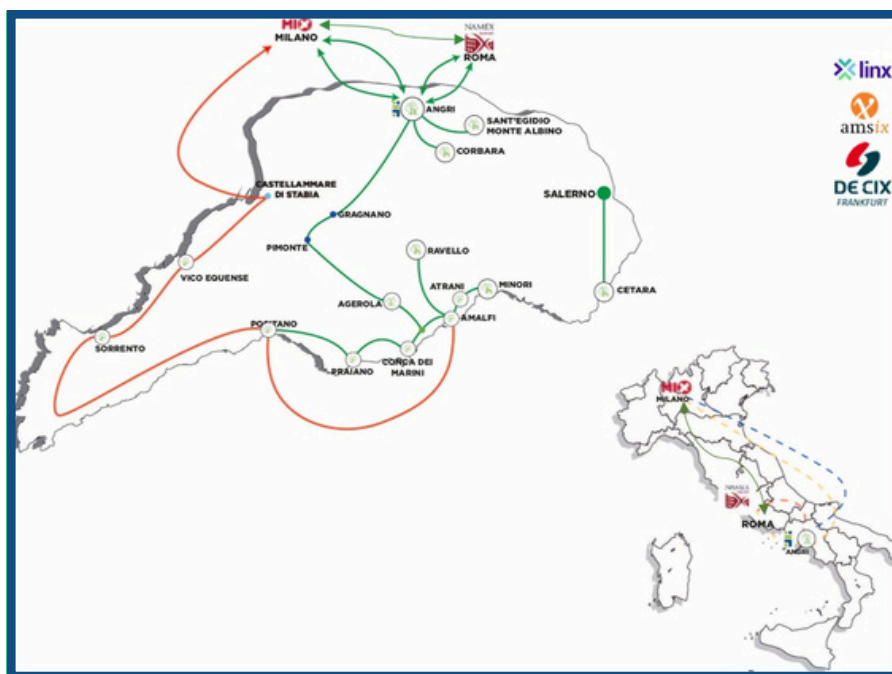 MIX
MILANO
NAMEX
ROMA
linx
amsix
DE CIX
FRANKFURT
ANGRI
SANT'EGIDIO
MONTE ALBINO
CORBARA
CASTELLAMMARE
DI STABIA
SALERNO
GRAGNANO
PIMONTE
RAVELLO
VICO EQUENSE
ATRANI
MINORI
AGEROLA
CETARA
AMALFI
POSITANO
SORRENTO
CONCA DEI
MARINI
PRAIANO
MIX
MILANO
NAMEX
ROMA
ANGRI